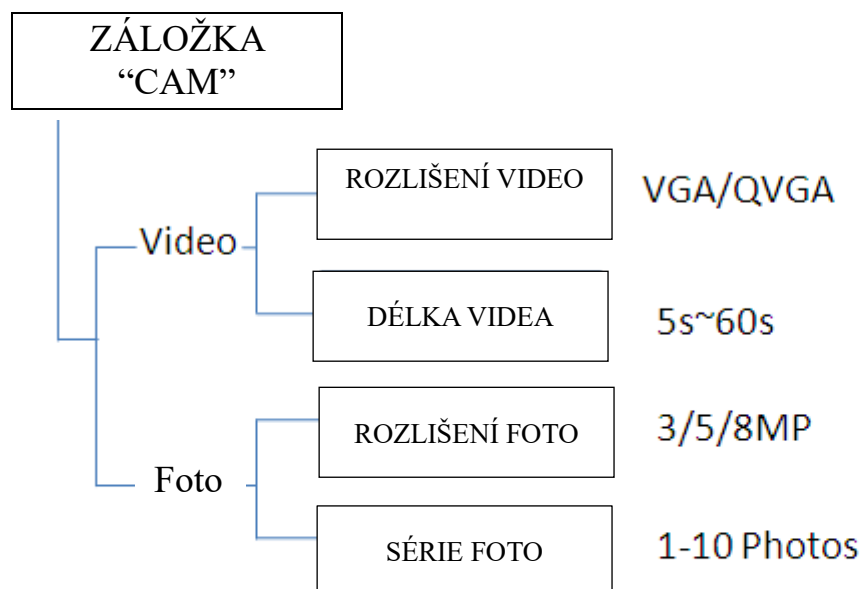 ZÁLOŽKA
“CAM”
ROZLIŠENÍ VIDEO
VGA/QVGA
Video
DÉLKA VIDEA
5s~60s
ROZLIŠENÍ FOTO
3/5/8MP
Foto
SÉRIE FOTO
1-10 Photos